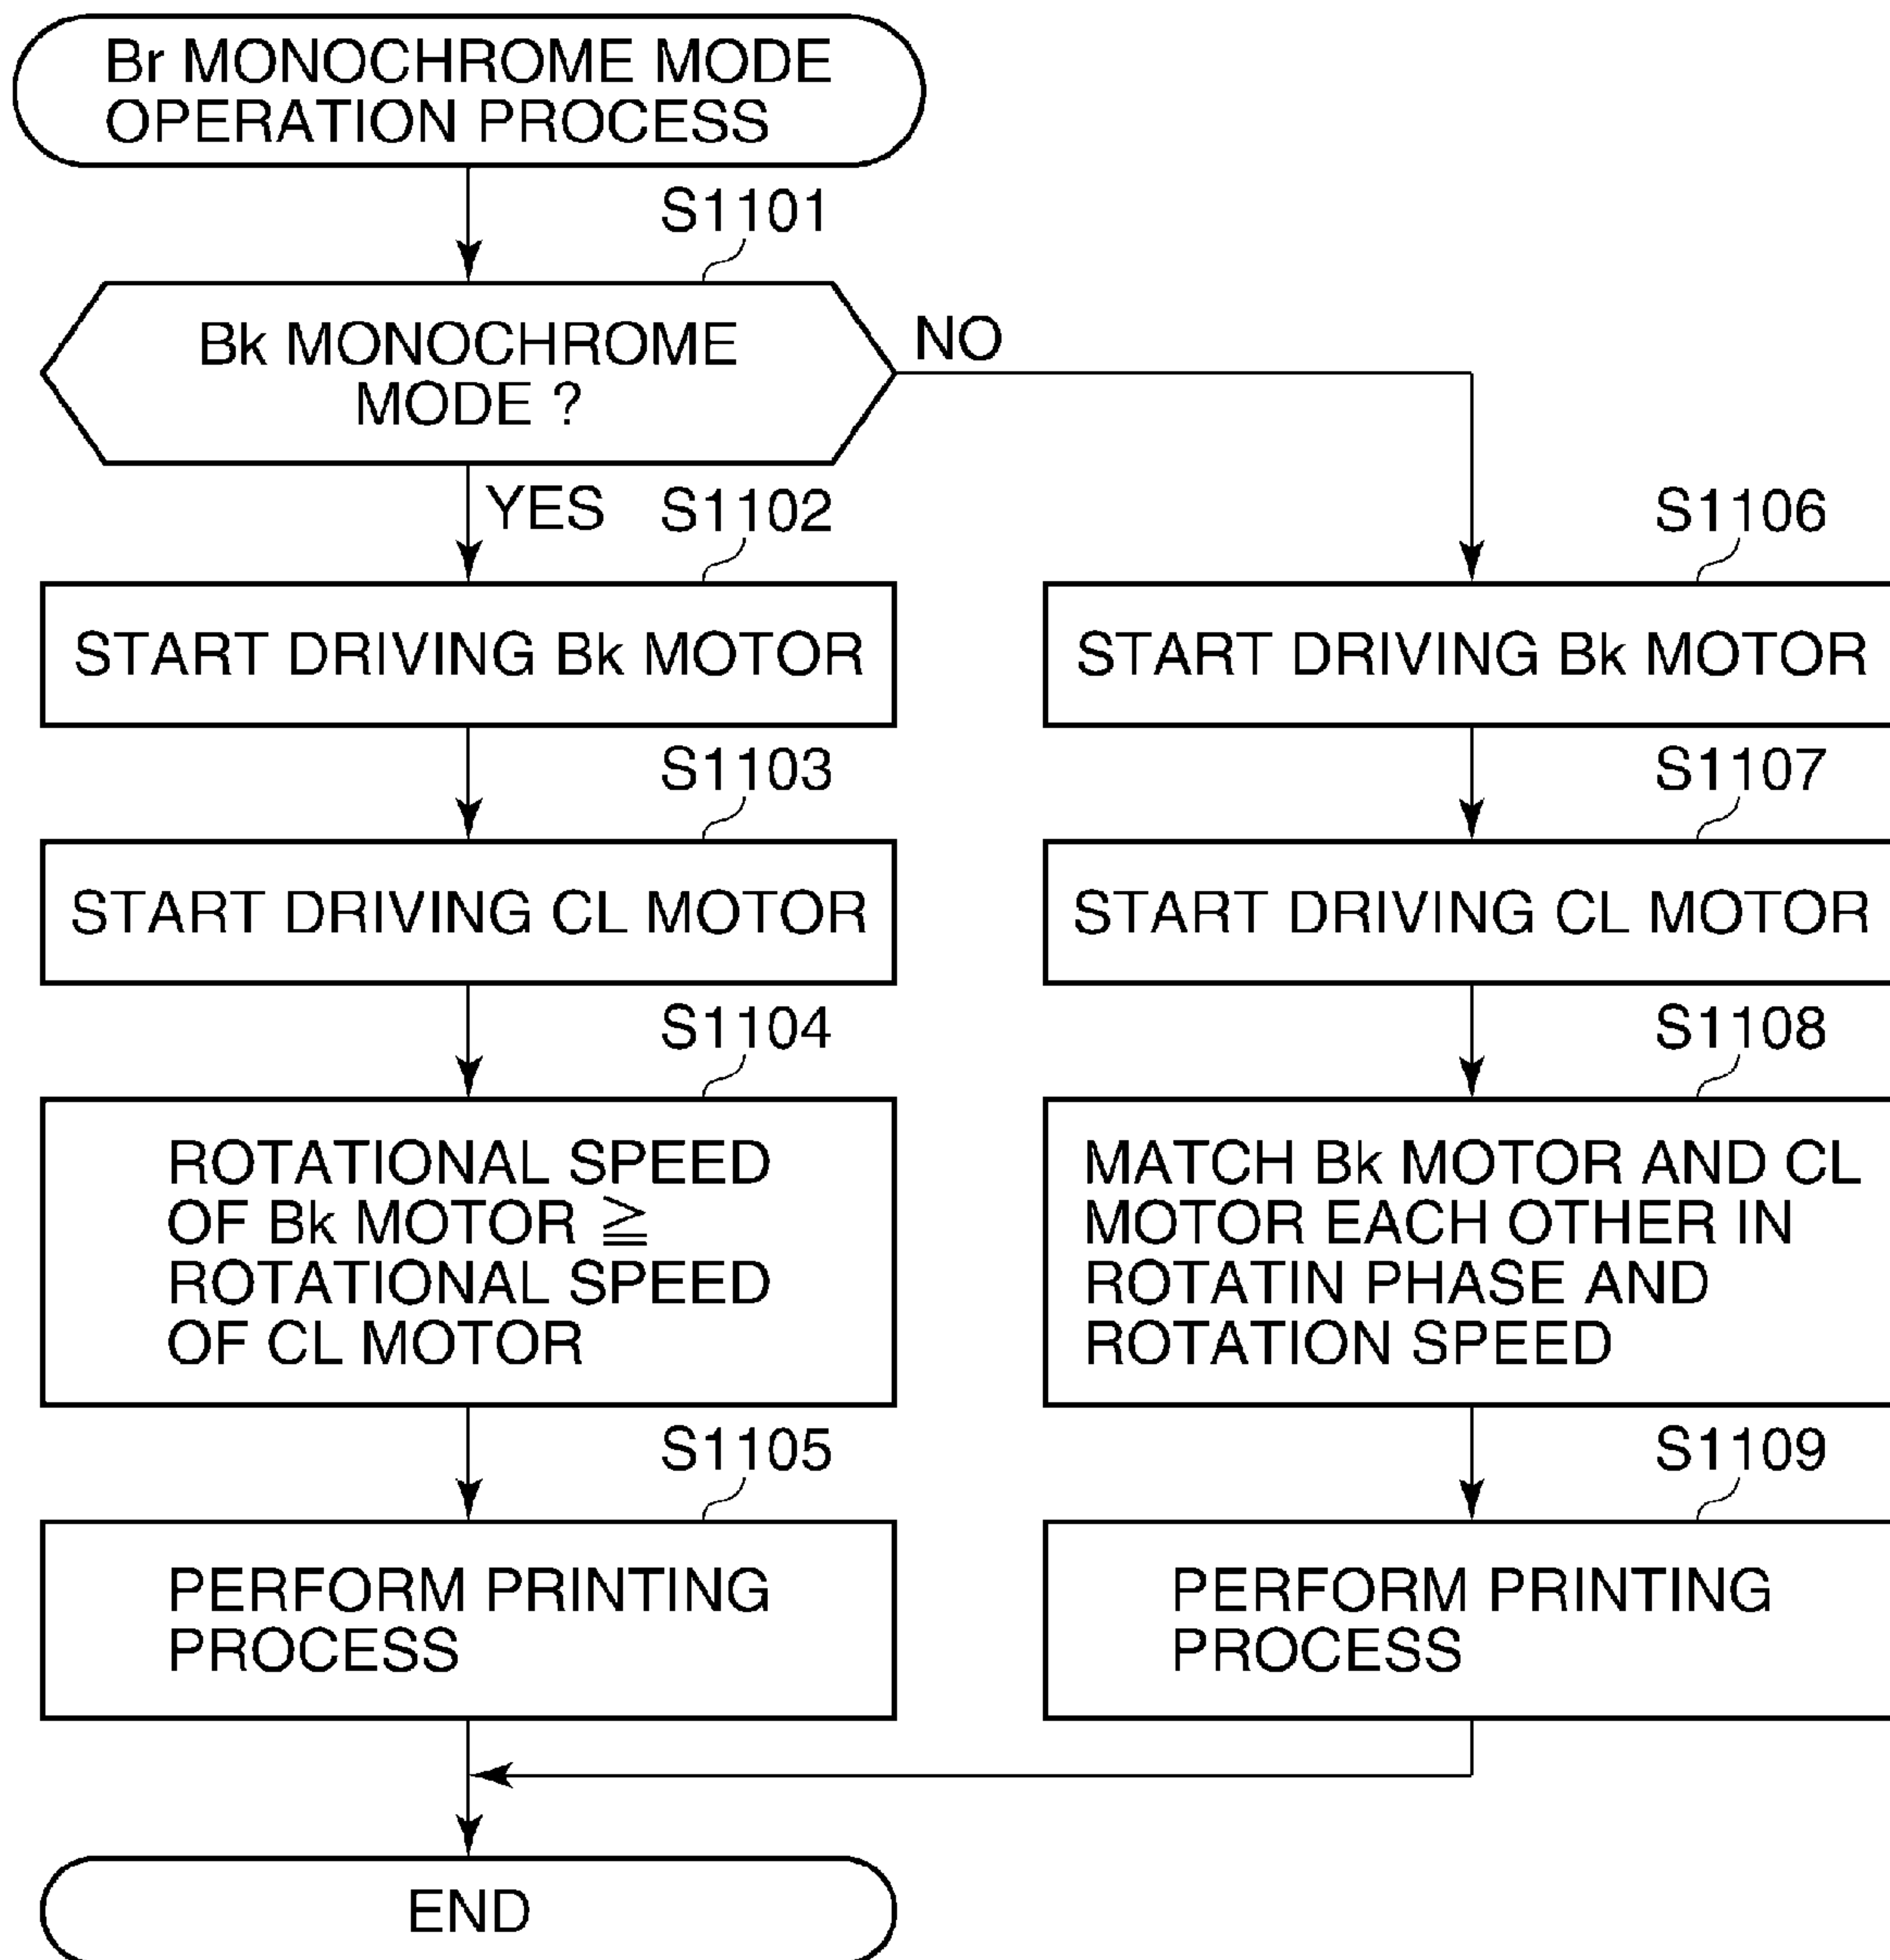 Br MONOCHROME MODE
OPERATION PROCESS
S1101
Bk MONOCHROME
MODE ?
NO
YES
S1102
START DRIVING Bk MOTOR
S1103
START DRIVING CL MOTOR
S1104
ROTATIONAL SPEED
OF Bk MOTOR ≧
ROTATIONAL SPEED
OF CL MOTOR
S1105
PERFORM PRINTING
PROCESS
S1106
START DRIVING Bk MOTOR
S1107
START DRIVING CL MOTOR
S1108
MATCH Bk MOTOR AND CL
MOTOR EACH OTHER IN
ROTATIN PHASE AND
ROTATION SPEED
S1109
PERFORM PRINTING
PROCESS
END